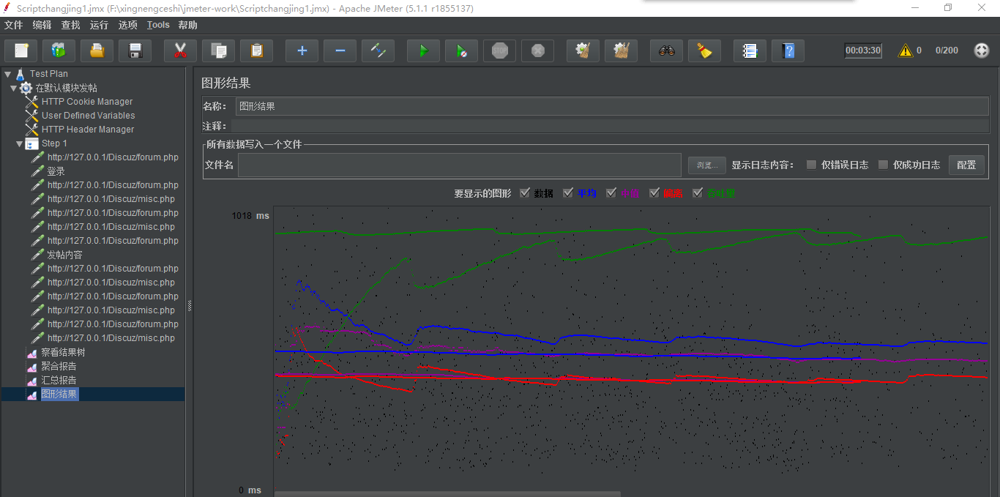 Scriptchangjing1.jmx (F:\xingnengceshi\jmeter-work\Scriptchangjing1.jmx) - Apache JMeter (5.1.1 r1855137)
文件 编辑 查找 运行 选项 Tools 帮助
STOP 00:03:30 0 0/200
Test Plan
在默认模块发帖
HTTP Cookie Manager
User Defined Variables
HTTP Header Manager
Step 1
http://127.0.0.1/Discuz/forum.php
登录
http://127.0.0.1/Discuz/forum.php
http://127.0.0.1/Discuz/misc.php
http://127.0.0.1/Discuz/forum.php
http://127.0.0.1/Discuz/misc.php
http://127.0.0.1/Discuz/forum.php
发帖内容
http://127.0.0.1/Discuz/forum.php
http://127.0.0.1/Discuz/misc.php
http://127.0.0.1/Discuz/forum.php
http://127.0.0.1/Discuz/misc.php
http://127.0.0.1/Discuz/forum.php
http://127.0.0.1/Discuz/misc.php
察看结果树
聚合报告
汇总报告
图形结果
图形结果
名称： 图形结果
注释：
所有数据写入一个文件
文件名 浏览... 显示日志内容： 仅错误日志 仅成功日志 配置
要显示的图形 数据 平均 中值 偏离 吞吐量
1018 ms
0 ms